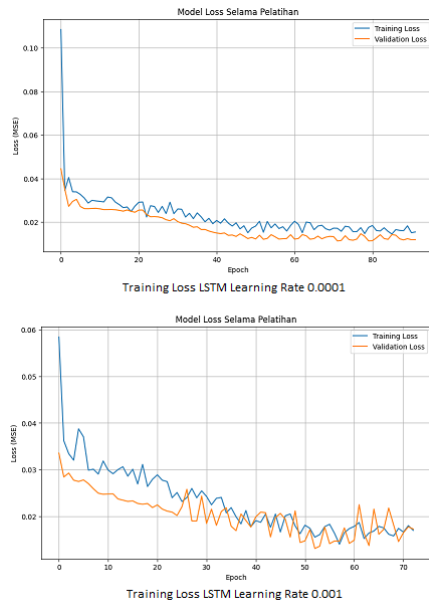 Model Loss Selama Pelatihan
Training Loss
Validation Loss
0.10
0.08
0.06
0.04
0.02
Loss (MSE)
0
20
40
60
80
Epoch
Training Loss LSTM Learning Rate 0.0001
Model Loss Selama Pelatihan
Training Loss
Validation Loss
0.06
0.05
0.04
0.03
0.02
Loss (MSE)
0
10
20
30
40
50
60
70
Epoch
Training Loss LSTM Learning Rate 0.001